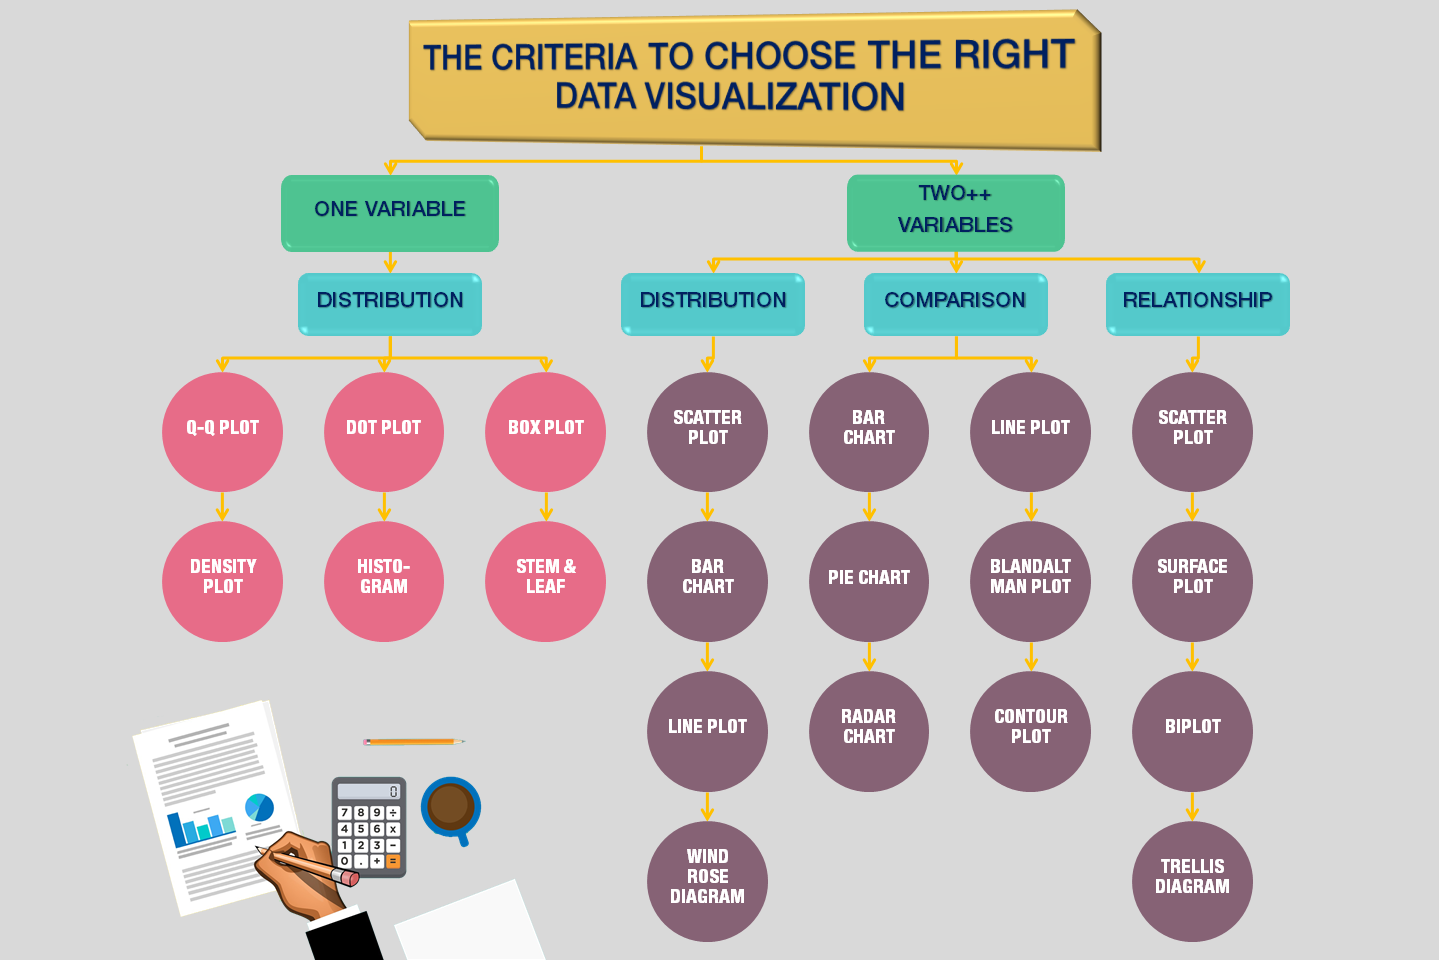 THE CRITERIA TO CHOOSE THE RIGHT
DATA VISUALIZATION
ONE VARIABLE
TWO++
VARIABLES
DISTRIBUTION
DISTRIBUTION
COMPARISON
RELATIONSHIP
Q-Q PLOT
DOT PLOT
BOX PLOT
SCATTER
PLOT
BAR
CHART
LINE PLOT
SCATTER
PLOT
DENSITY
PLOT
HISTO-
GRAM
STEM &
LEAF
BAR
CHART
PIE CHART
BLANDALT
MAN PLOT
SURFACE
PLOT
LINE PLOT
RADAR
CHART
CONTOUR
PLOT
BIPLOT
WIND
ROSE
DIAGRAM
TRELLIS
DIAGRAM
0
7 8 9 ÷
4 5 6 x
1 2 3 −
0 . + =